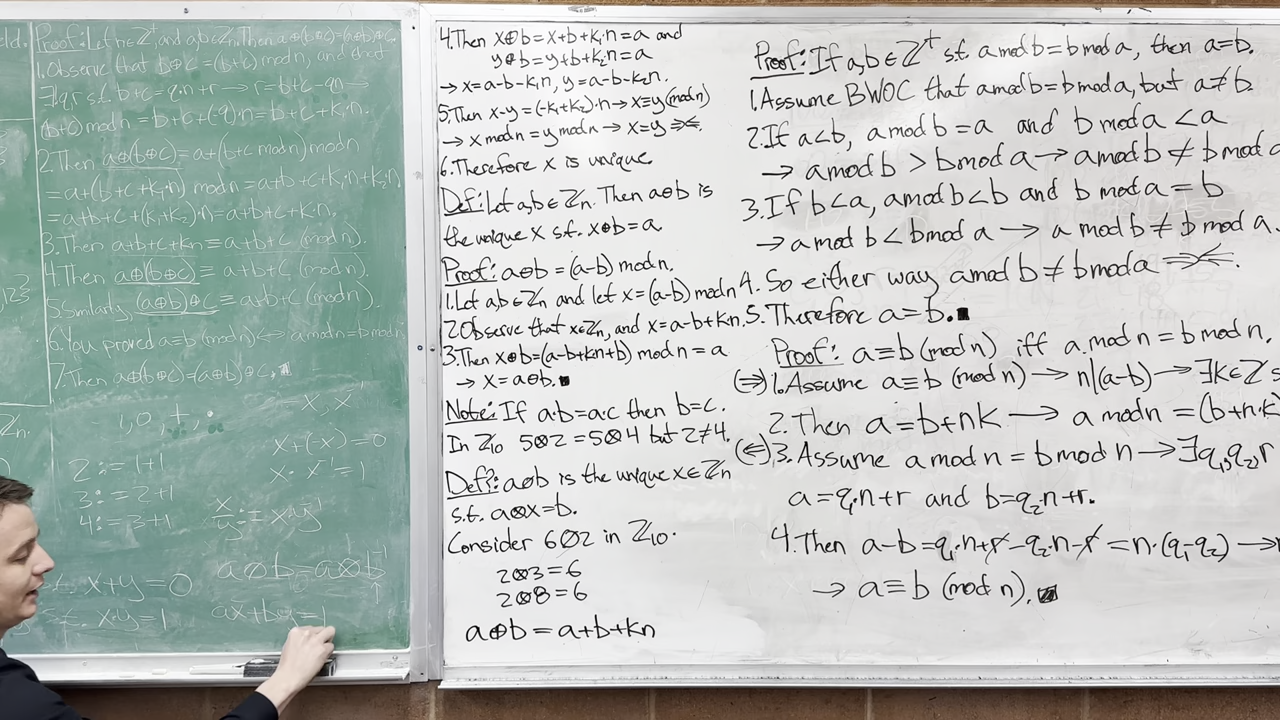 eld.
Proof: Let n∈ℤ⁺ and a,b,c∈ℤn. Then a⊕(b⊕c)=(a⊕b)⊕c.
1. Observe that b⊕c = (b+c) mod n, and that
∃q,r s.t. b+c=q·n+r → r=b+c-qn →
(b+c) mod n = b+c+(-q)·n = b+c+k₁n.
2. Then a⊕(b⊕c) = a+(b+c mod n) mod n
= a+(b+c+k₁n) mod n = a+b+c+k₁n+k₂n
= a+b+c+(k₁+k₂)·n = a+b+c+kn.
3. Then a+b+c+kn ≡ a+b+c (mod n).
4. Then a⊕(b⊕c) ≡ a+b+c (mod n).
5. Similarly, (a⊕b)⊕c ≡ a+b+c (mod n).
6. You proved a≡b (mod n) ↔ a mod n = b mod n
7. Then a⊕(b⊕c)=(a⊕b)⊕c. ∎
1,0,+,·
-x, x⁻¹
x+(-x)=0
x·x⁻¹=1
2:=1+1
3:=2+1
4:=3+1
x/y:=x·y⁻¹
a⊘b=a⊗b⁻¹
s.t. x+y=0
s.t. x·y=1
ax+by=1
4. Then x⊕b=x+b+k₁n=a and
y⊕b=y+b+k₂n=a
→ x=a-b-k₁n, y=a-b-k₂n.
5. Then x-y=(-k₁+k₂)·n → x≡y (mod n)
→ x mod n = y mod n → x=y ⇒⇐.
6. Therefore x is unique
Def: Let a,b∈ℤn. Then a⊖b is
the unique x s.t. x⊕b=a
Proof: a⊖b = (a-b) mod n.
1. Let a,b∈ℤn and let x=(a-b) mod n
2. Observe that x∈ℤn, and x=a-b+kn.
3. Then x⊕b=(a-b+kn+b) mod n = a
→ x=a⊖b. ∎
Note: If a·b=a·c then b=c.
In ℤ₁₀ 5⊗2=5⊗4 but 2≠4.
Def?: a⊘b is the unique x∈ℤn
s.t. a⊗x=b.
Consider 6⊘2 in ℤ₁₀.
2⊗3=6
2⊗8=6
a⊕b=a+b+kn
Proof: If a,b∈ℤ⁺ s.t. a mod b = b mod a, then a=b.
1. Assume BWOC that a mod b = b mod a, but a≠b.
2. If a<b, a mod b = a and b mod a < a
→ a mod b > b mod a → a mod b ≠ b mod a
3. If b<a, a mod b < b and b mod a = b
→ a mod b < b mod a → a mod b ≠ b mod a.
4. So either way a mod b ≠ b mod a ⇒⇐.
5. Therefore a=b. ∎
Proof: a≡b (mod n) iff a mod n = b mod n.
(⇒) 1. Assume a≡b (mod n) → n|(a-b) → ∃k∈ℤ s
2. Then a=b+nk → a mod n = (b+n·k
(⇐) 3. Assume a mod n = b mod n → ∃q₁,q₂,r
a=q₁·n+r and b=q₂·n+r.
4. Then a-b=q₁·n+r-q₂·n-r=n·(q₁-q₂) →
→ a≡b (mod n). ∎